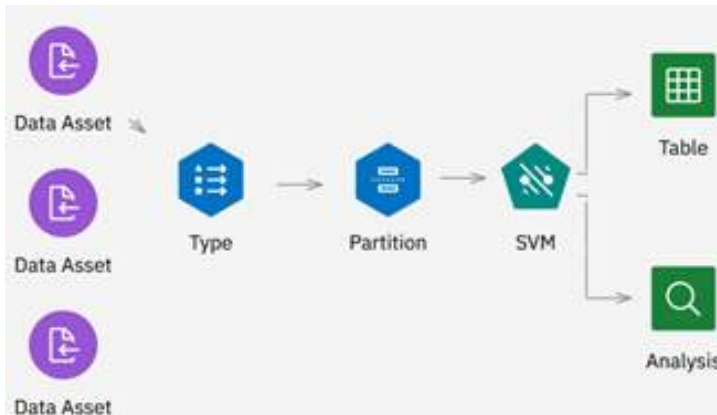 Data Asset
Table
Type
Partition
SVM
Data Asset
Analysis
Data Asset